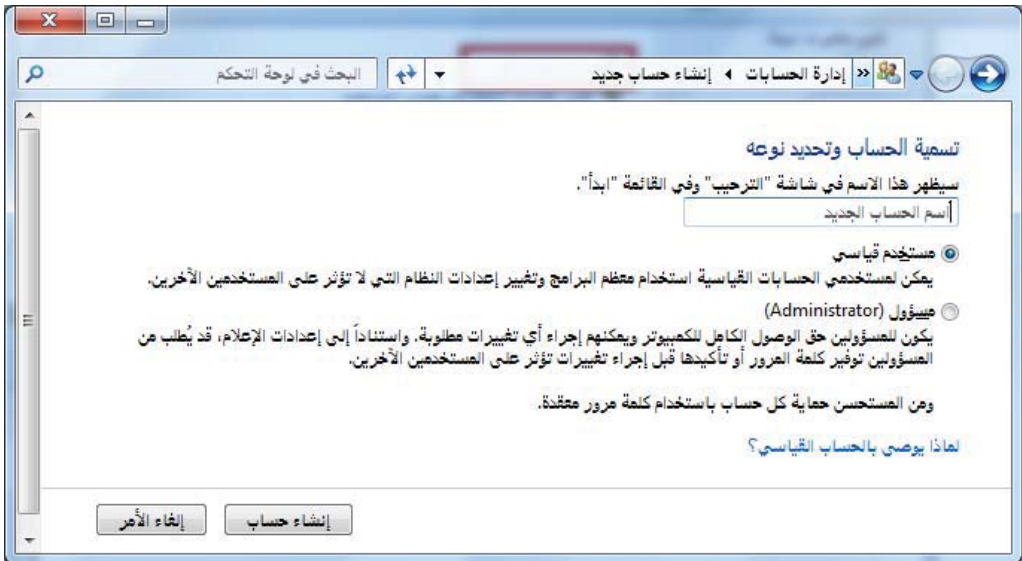 إدارة الحسابات
إنشاء حساب جديد
البحث في لوحة التحكم
تسمية الحساب وتحديد نوعه
سيظهر هذا الاسم في شاشة "الترحيب" وفي القائمة "ابدأ".
اسم الحساب الجديد
مستخدم قياسي
يمكن لمستخدمي الحسابات القياسية استخدام معظم البرامج وتغيير إعدادات النظام التي لا تؤثر على المستخدمين الآخرين.
مسؤول (Administrator)
يكون للمسؤولين حق الوصول الكامل للكمبيوتر ويمكنهم إجراء أي تغييرات مطلوبة. واستناداً إلى إعدادات الإعلام، قد يُطلب من
المسؤولين توفير كلمة المرور أو تأكيدها قبل إجراء تغييرات تؤثر على المستخدمين الآخرين.
ومن المستحسن حماية كل حساب باستخدام كلمة مرور معقدة.
لماذا يوصى بالحساب القياسي؟
إنشاء حساب
إلغاء الأمر